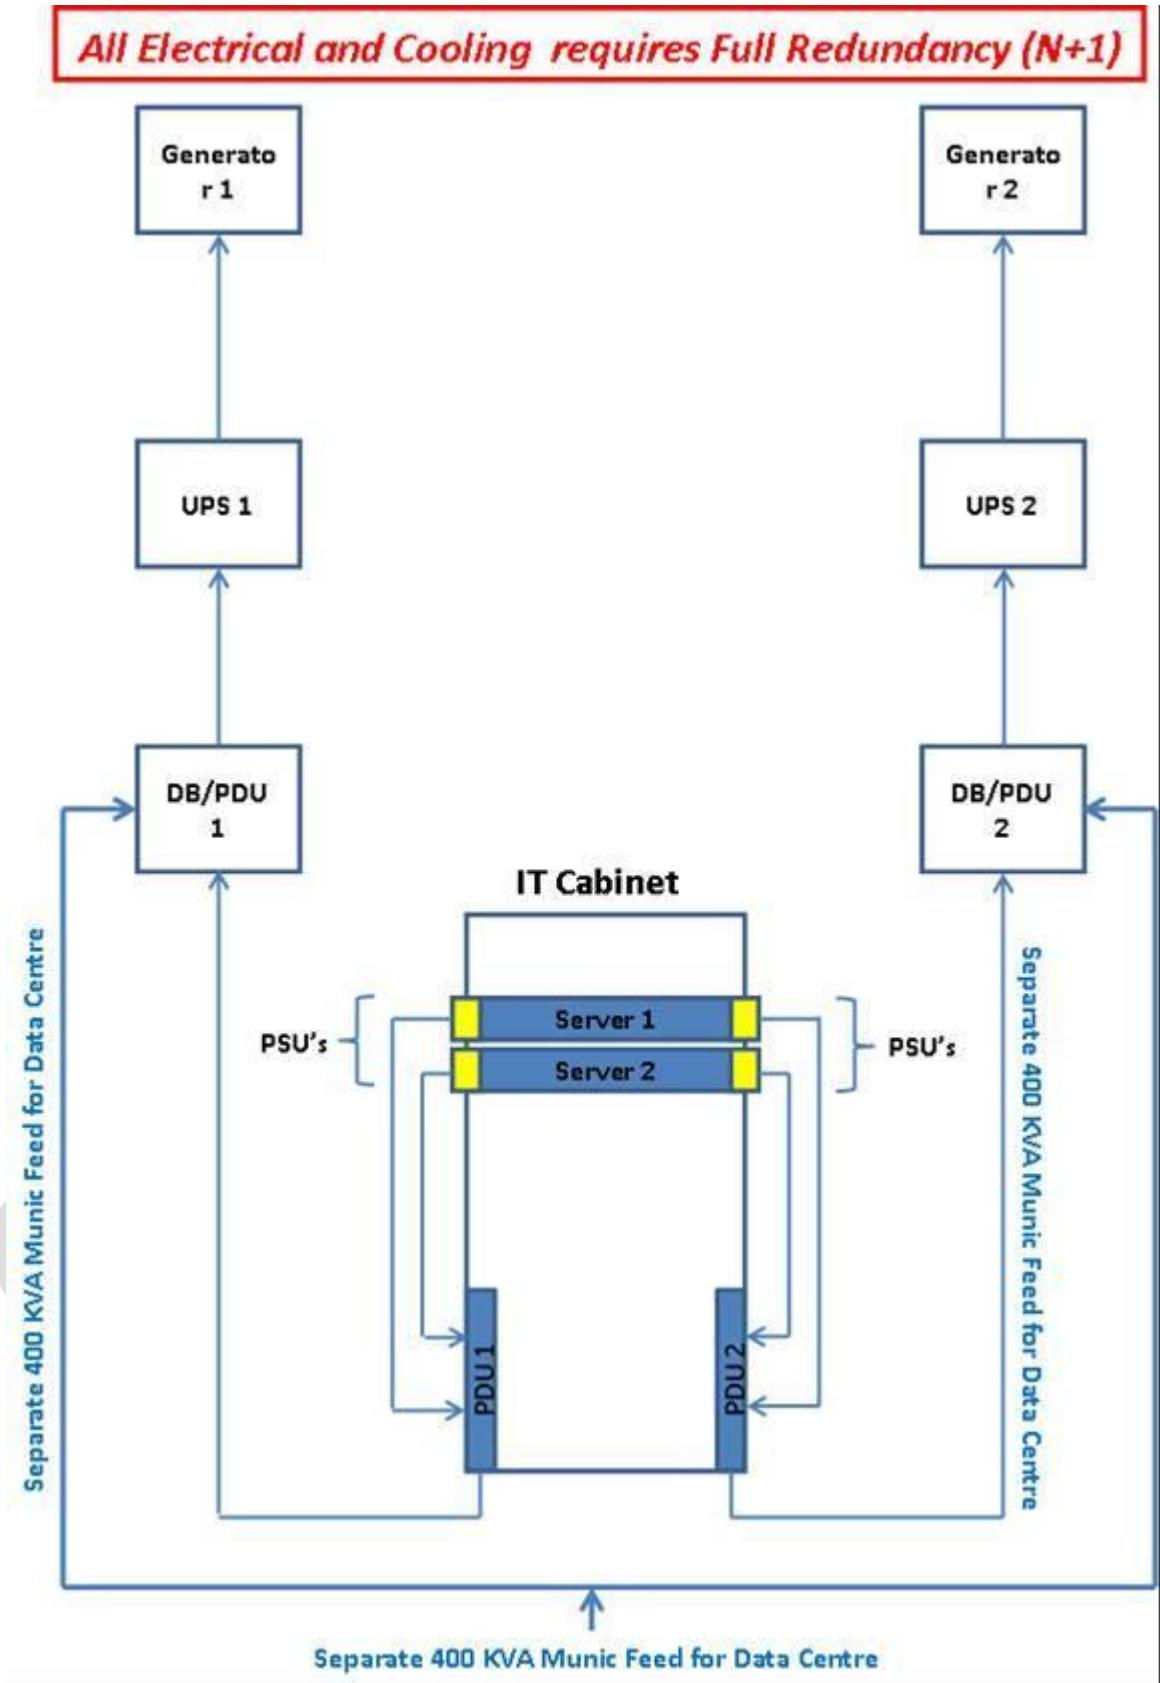 All Electrical and Cooling requires Full Redundancy (N+1)
Generato
r 1
Generato
r 2
UPS 1
UPS 2
DB/PDU
1
DB/PDU
2
IT Cabinet
Server 1
Server 2
PSU's
PSU's
PDU 1
PDU 2
Separate 400 KVA Munic Feed for Data Centre
Separate 400 KVA Munic Feed for Data Centre
Separate 400 KVA Munic Feed for Data Centre